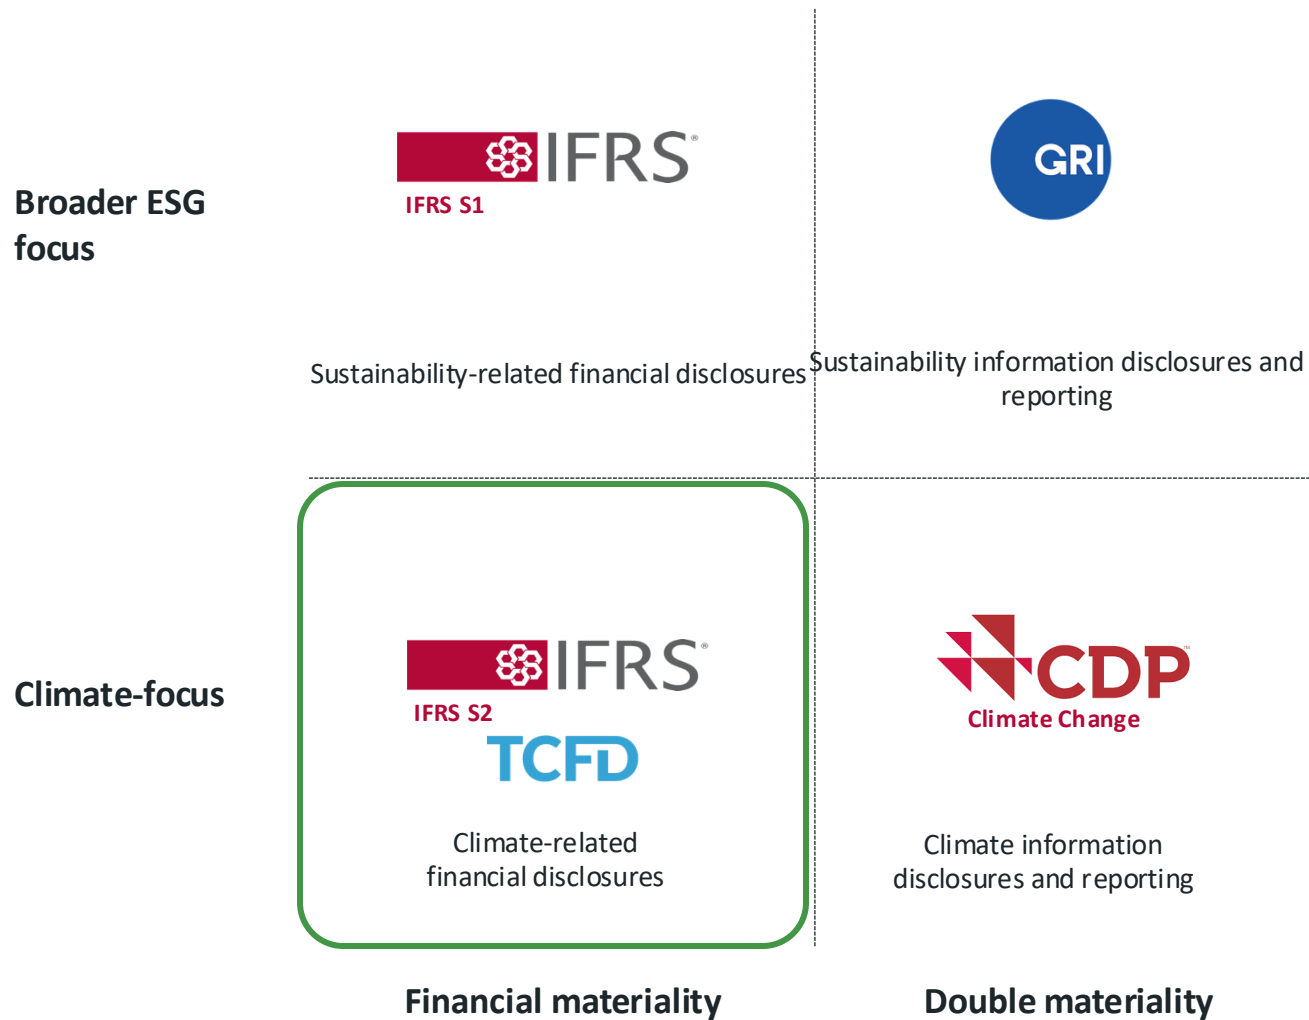 IFRS®
IFRS S1
GRI
Broader ESG
focus
Sustainability-related financial disclosures
Sustainability information disclosures and
reporting
IFRS®
IFRS S2
TCFD
Climate-focus
CDP™
Climate Change
Climate-related
financial disclosures
Climate information
disclosures and reporting
Financial materiality
Double materiality